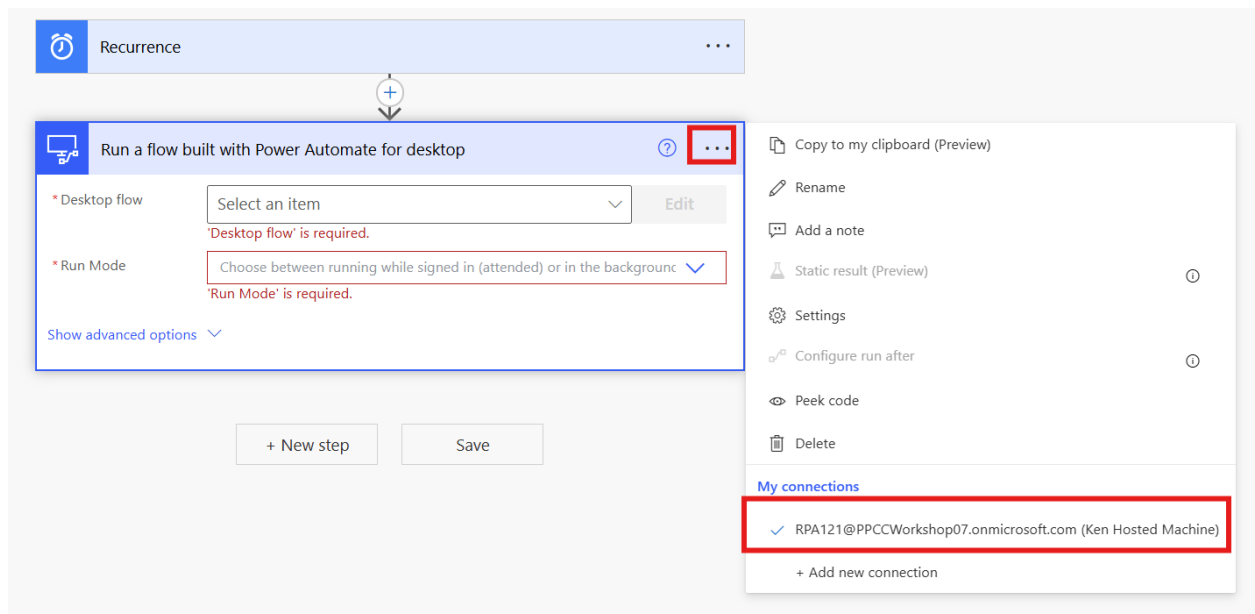 Recurrence
Run a flow built with Power Automate for desktop
* Desktop flow
Select an item
Edit
'Desktop flow' is required.
* Run Mode
Choose between running while signed in (attended) or in the background
'Run Mode' is required.
Show advanced options
+ New step
Save
Copy to my clipboard (Preview)
Rename
Add a note
Static result (Preview)
Settings
Configure run after
Peek code
Delete
My connections
RPA121@PPCCWorkshop07.onmicrosoft.com (Ken Hosted Machine)
+ Add new connection